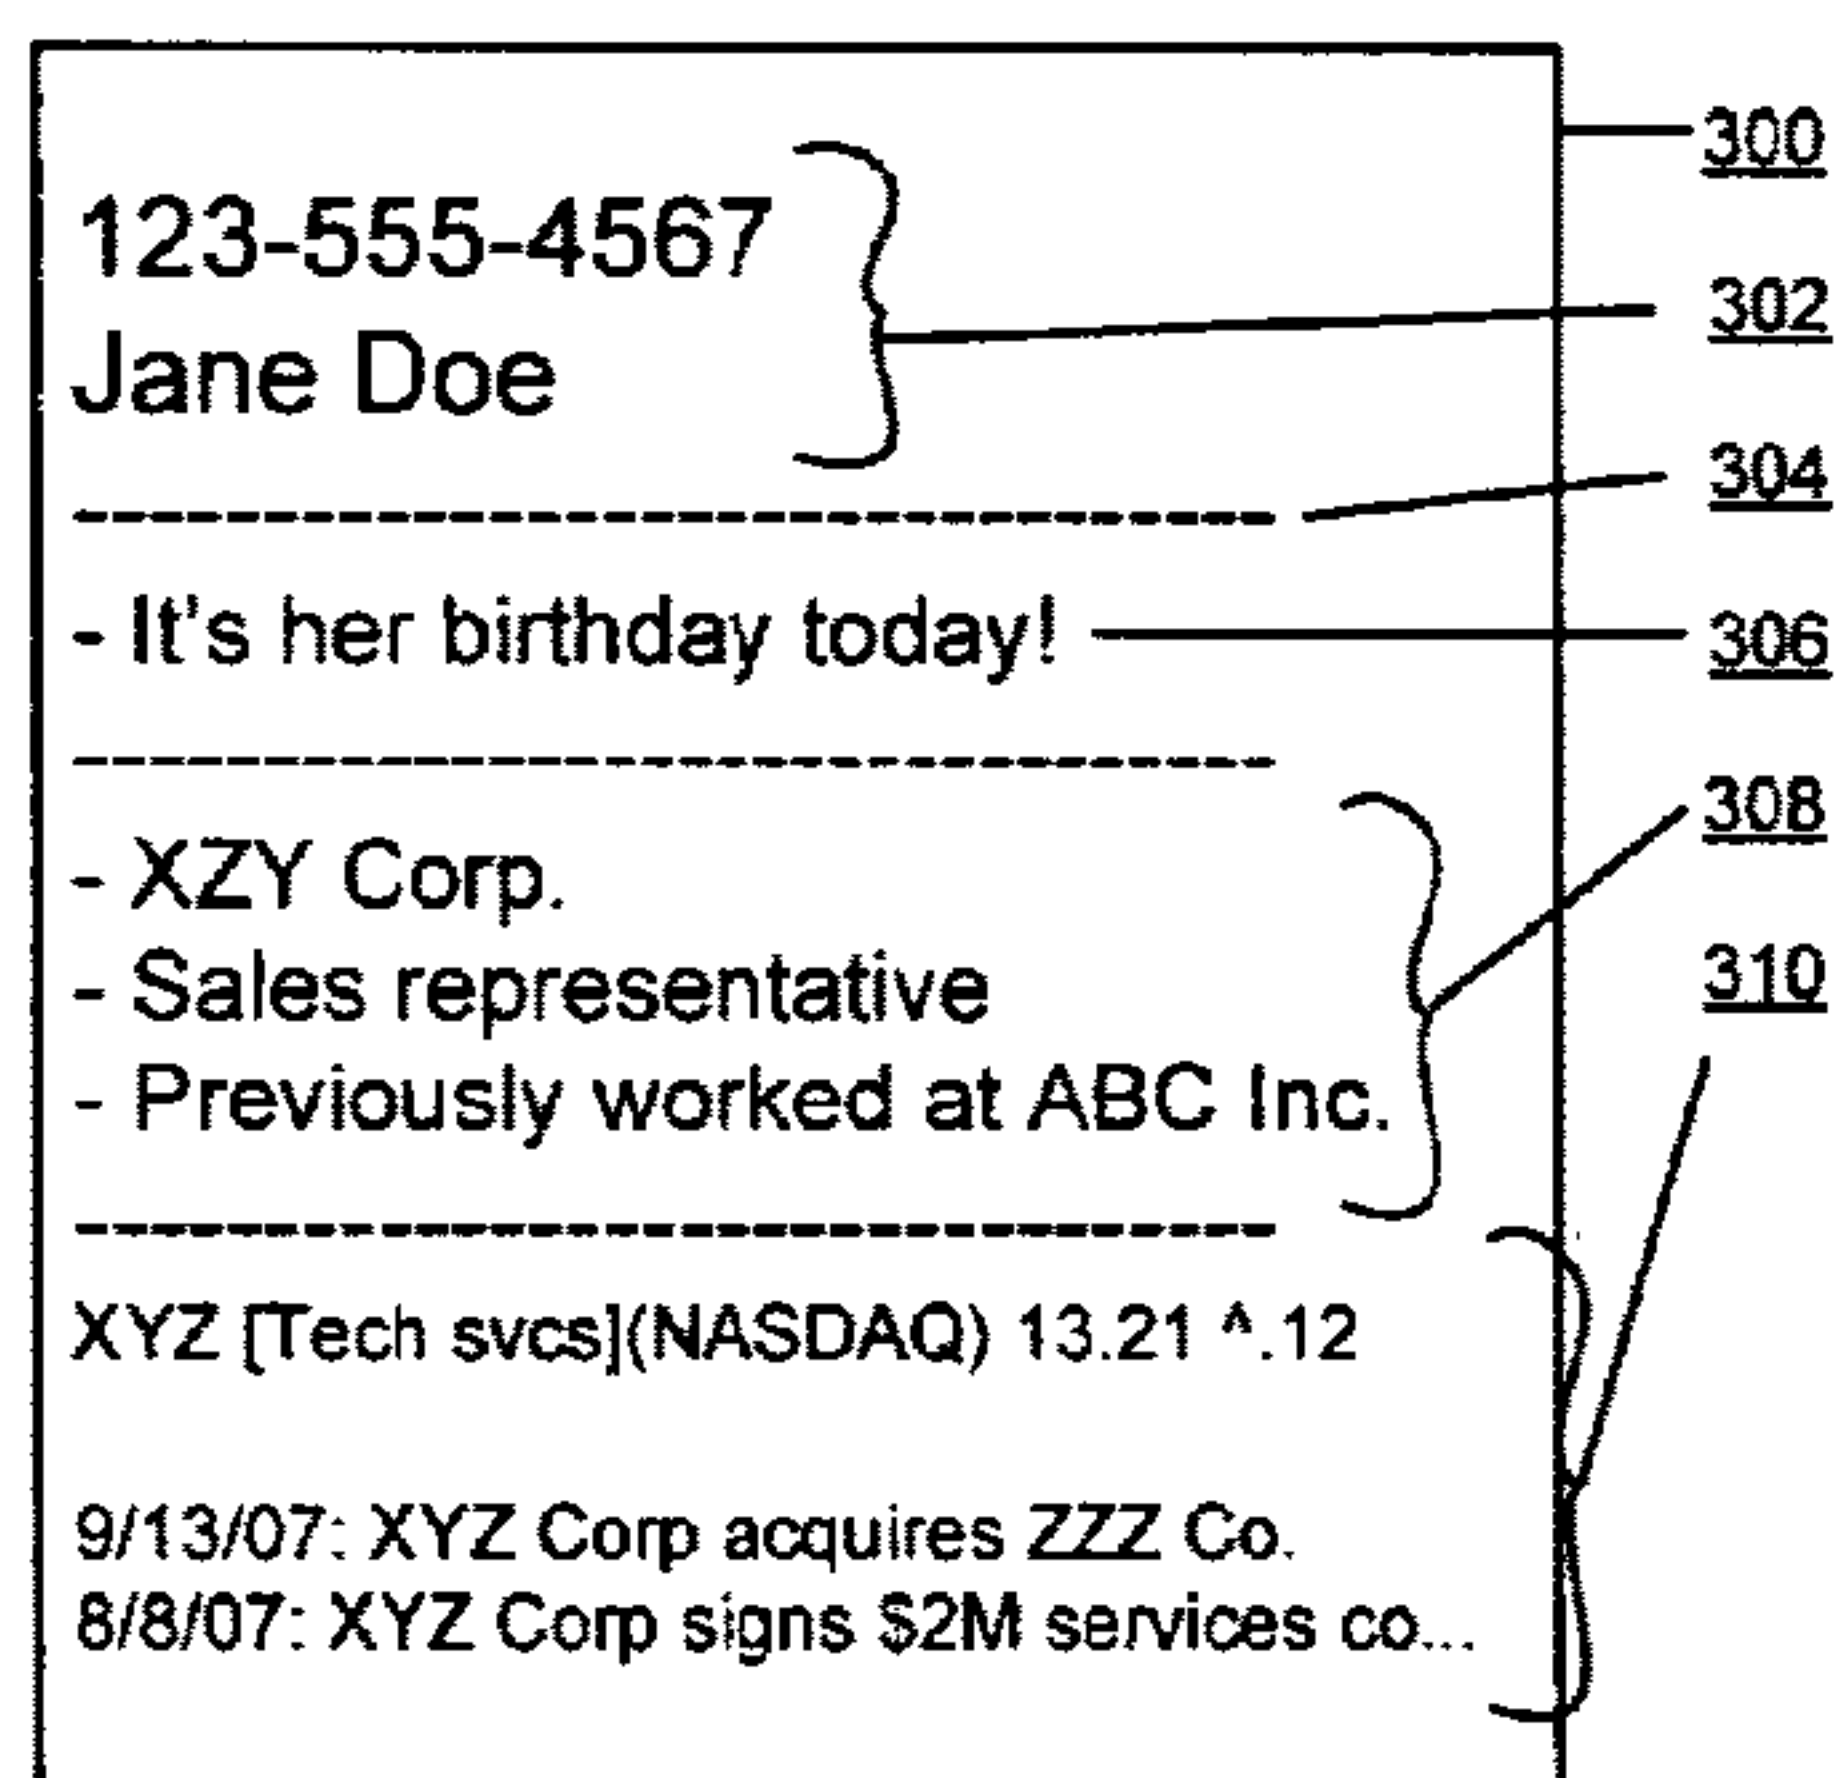 300
123-555-4567
302
Jane Doe
304
- It's her birthday today!
306
308
- XZY Corp.
- Sales representative
310
- Previously worked at ABC Inc.
XYZ [Tech svcs](NASDAQ) 13.21 ^.12
9/13/07: XYZ Corp acquires ZZZ Co.
8/8/07: XYZ Corp signs $2M services co...